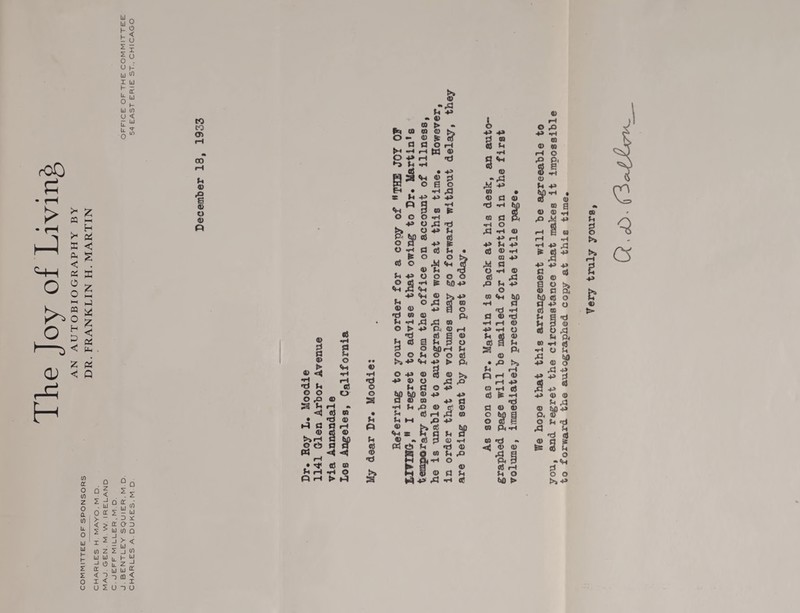 The Joy of Living
AN AUTOBIOGRAPHY
BY
DR. FRANKLIN H. MARTIN
COMMITTEE OF SPONSORS
CHARLES H. MAYO, M. D.
MAJ. GEN. M. W. IRELAND
C. JEFF MILLER, M. D.
J. BENTLEY SQUIER, M. D.
CHARLES A. DUKES, M. D.
OFFICE OF THE COMMITTEE
54 EAST ERIE ST., CHICAGO
December 18, 1933
Dr. Roy L. Moodie
1711 Glen Arbor avenue
via Annandale
Los Angeles, California
My dear Dr. Moodie:
Referring to your order for a copy of "THE JOY OF
LIVING," I regret to advise that owing to Dr. Martin's
temporary absence from the office on account of illness,
he is unable to autograph the work at this time. However,
in order that the volumes may go forward without delay, they
are being sent by parcel post today.
As soon as Dr. Martin is back at his desk, an auto-
graphed page will be mailed for insertion in the first
volume, immediately preceding the title page.
We hope that this arrangement will be agreeable to
you, and regret the circumstances that makes it impossible
to forward the autographed copy at this time.
Very truly yours,
A. D. Ballou